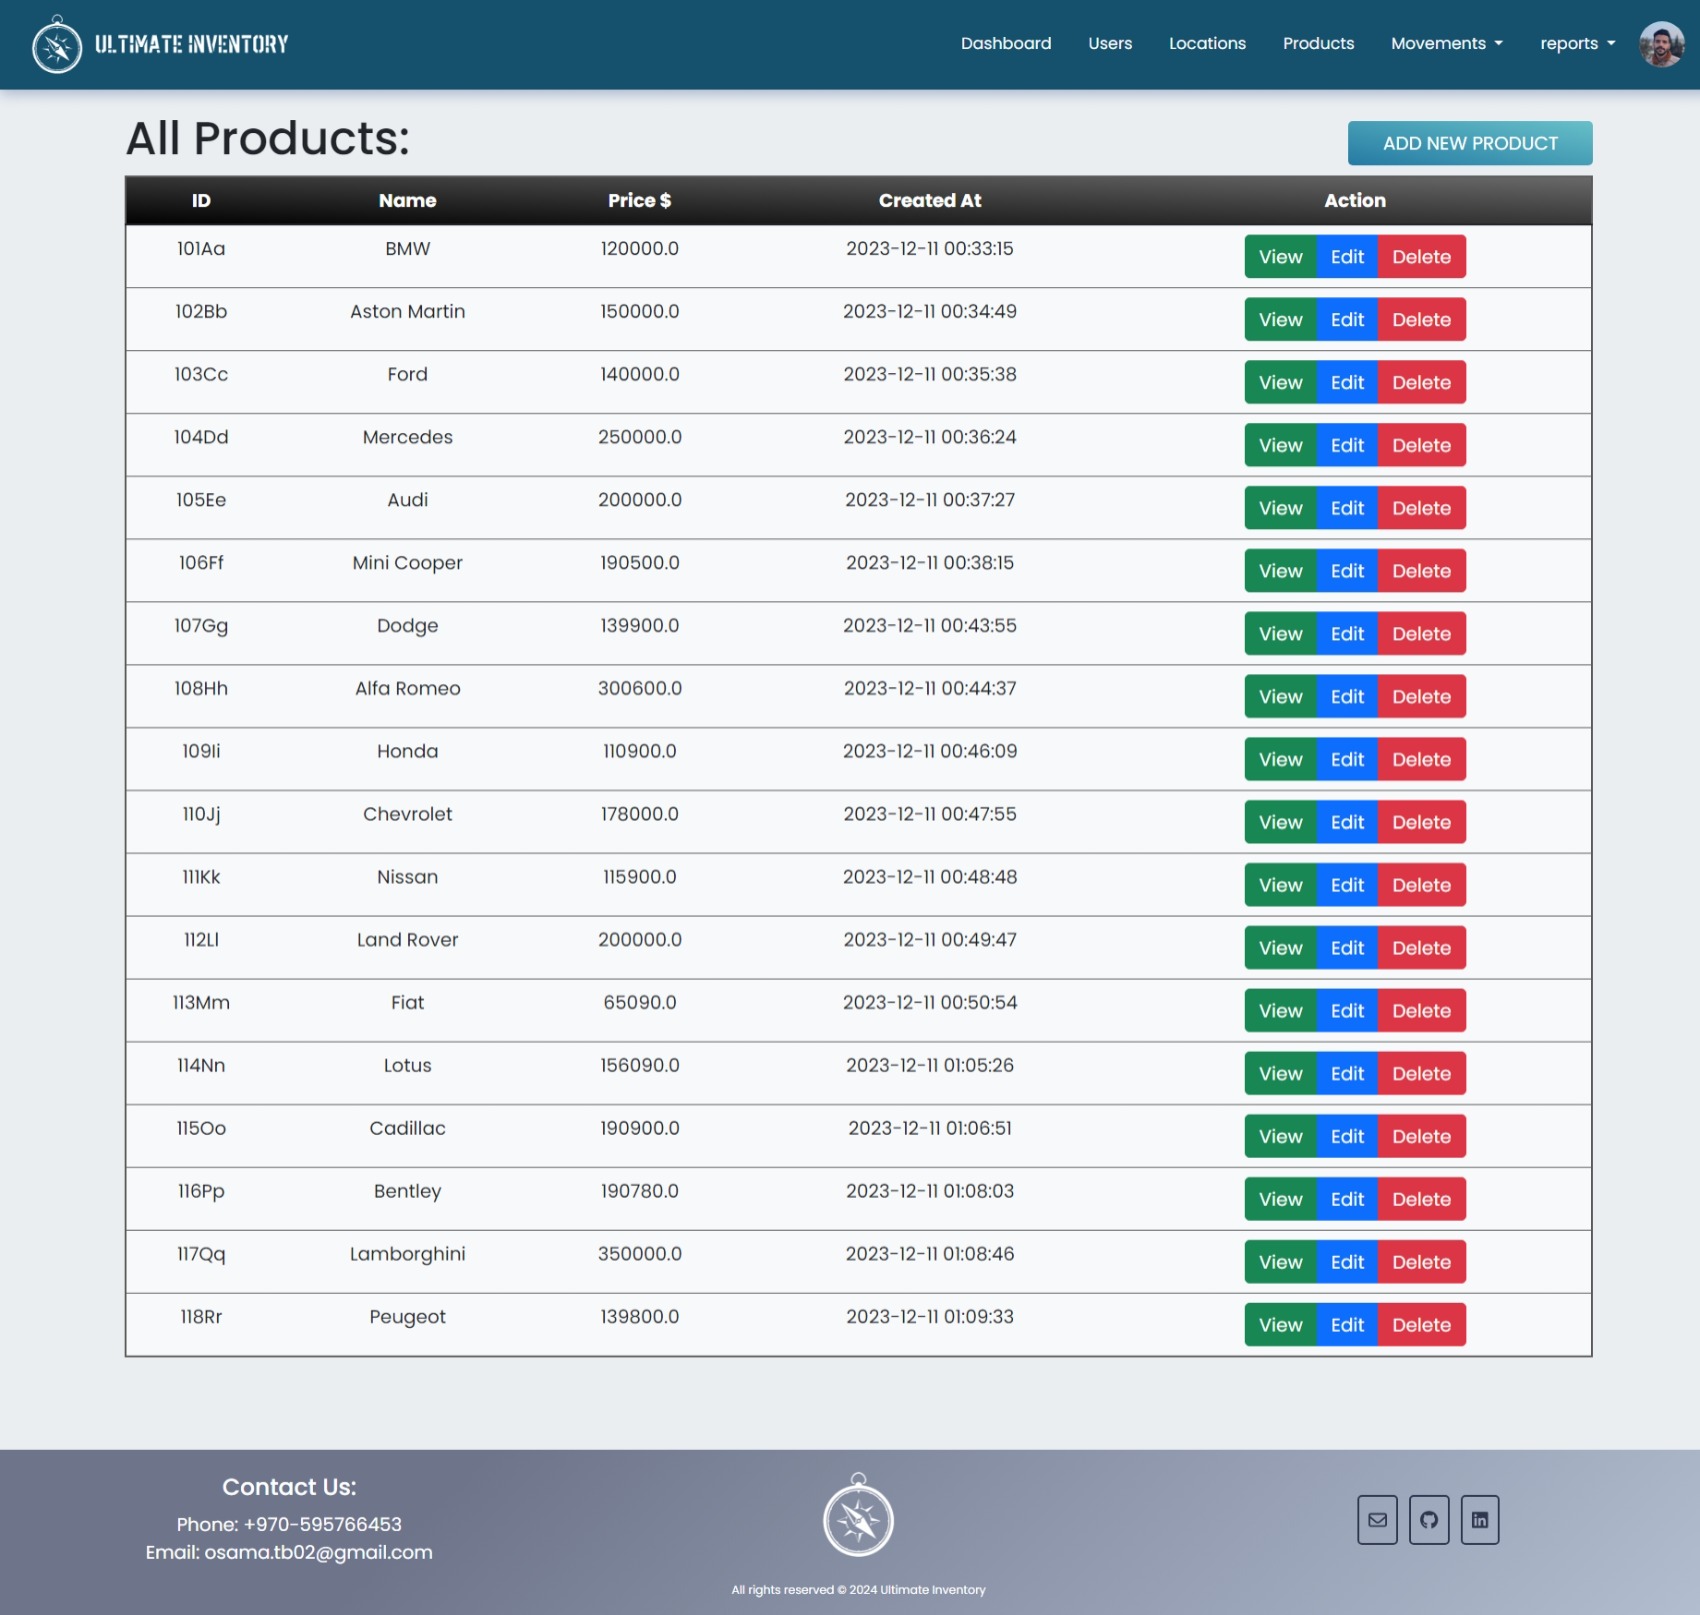 ULTIMATE INVENTORY Dashboard Users Locations Products Movements reports
All Products: ADD NEW PRODUCT
ID Name Price $ Created At Action
101Aa BMW 120000.0 2023-12-11 00:33:15 View Edit Delete
102Bb Aston Martin 150000.0 2023-12-11 00:34:49 View Edit Delete
103Cc Ford 140000.0 2023-12-11 00:35:38 View Edit Delete
104Dd Mercedes 250000.0 2023-12-11 00:36:24 View Edit Delete
105Ee Audi 200000.0 2023-12-11 00:37:27 View Edit Delete
106Ff Mini Cooper 190500.0 2023-12-11 00:38:15 View Edit Delete
107Gg Dodge 139900.0 2023-12-11 00:43:55 View Edit Delete
108Hh Alfa Romeo 300600.0 2023-12-11 00:44:37 View Edit Delete
109Ii Honda 110900.0 2023-12-11 00:46:09 View Edit Delete
110Jj Chevrolet 178000.0 2023-12-11 00:47:55 View Edit Delete
111Kk Nissan 115900.0 2023-12-11 00:48:48 View Edit Delete
112Ll Land Rover 200000.0 2023-12-11 00:49:47 View Edit Delete
113Mm Fiat 65090.0 2023-12-11 00:50:54 View Edit Delete
114Nn Lotus 156090.0 2023-12-11 01:05:26 View Edit Delete
115Oo Cadillac 190900.0 2023-12-11 01:06:51 View Edit Delete
116Pp Bentley 190780.0 2023-12-11 01:08:03 View Edit Delete
117Qq Lamborghini 350000.0 2023-12-11 01:08:46 View Edit Delete
118Rr Peugeot 139800.0 2023-12-11 01:09:33 View Edit Delete
Contact Us:
Phone: +970-595766453
Email: osama.tb02@gmail.com
All rights reserved © 2024 Ultimate Inventory